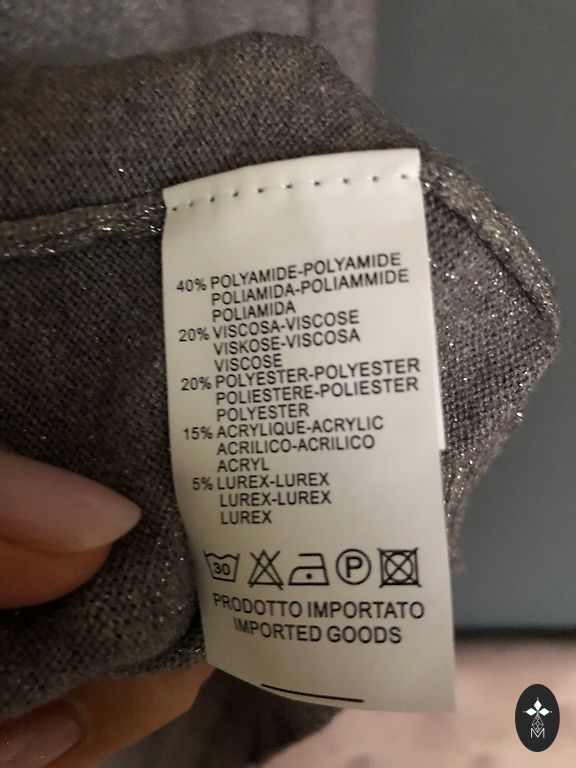 40% POLYAMIDE-POLYAMIDE
POLIAMIDA-POLIAMMIDE
POLIAMIDA
20% VISCOSA-VISCOSE
VISKOSE-VISCOSA
VISCOSE
20% POLYESTER-POLYESTER
POLIESTERE-POLIESTER
POLYESTER
15% ACRYLIQUE-ACRYLIC
ACRILICO-ACRILICO
ACRYL
5% LUREX-LUREX
LUREX-LUREX
LUREX
30 P
PRODOTTO IMPORTATO
IMPORTED GOODS
M